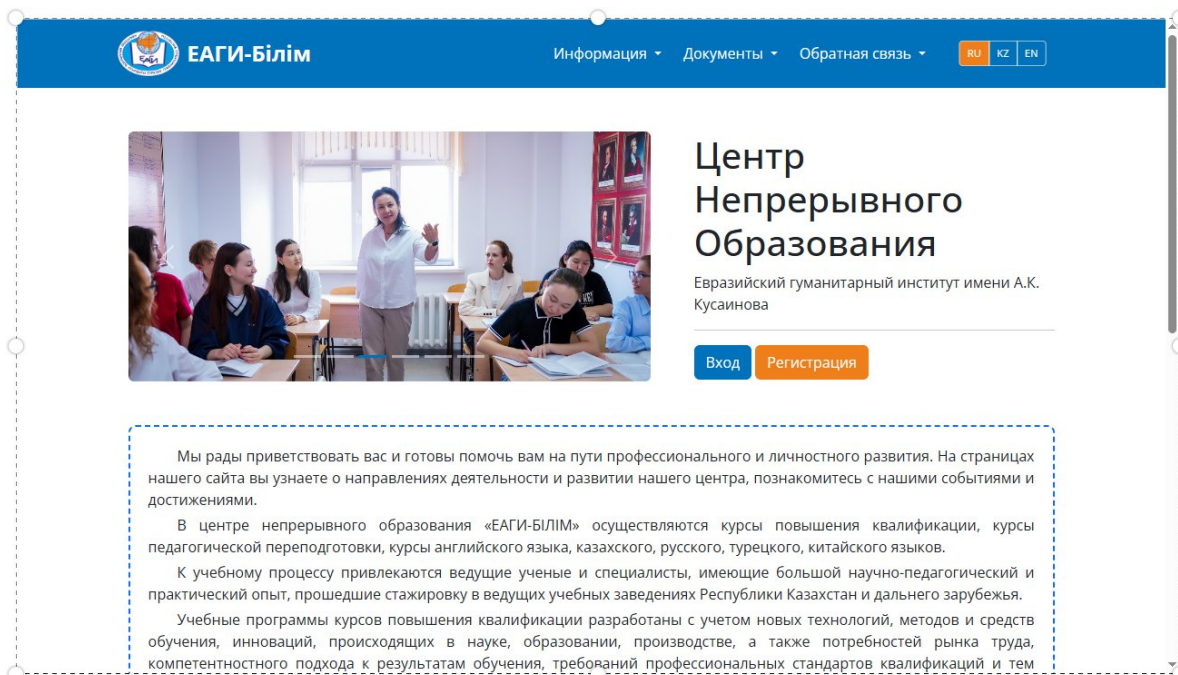 ЕАГИ-Білім
Информация
Документы
Обратная связь
RU KZ EN
Центр
Непрерывного
Образования
Евразийский гуманитарный институт имени А.К.
Кусаинова
Вход
Регистрация
Мы рады приветствовать вас и готовы помочь вам на пути профессионального и личностного развития. На страницах
нашего сайта вы узнаете о направлениях деятельности и развитии нашего центра, познакомитесь с нашими событиями и
достижениями.
В центре непрерывного образования «ЕАГИ-БІЛІМ» осуществляются курсы повышения квалификации, курсы
педагогической переподготовки, курсы английского языка, казахского, русского, турецкого, китайского языков.
К учебному процессу привлекаются ведущие ученые и специалисты, имеющие большой научно-педагогический и
практический опыт, прошедшие стажировку в ведущих учебных заведениях Республики Казахстан и дальнего зарубежья.
Учебные программы курсов повышения квалификации разработаны с учетом новых технологий, методов и средств
обучения, инноваций, происходящих в науке, образовании, производстве, а также потребностей рынка труда,
компетентностного подхода к результатам обучения, требований профессиональных стандартов квалификаций и тем